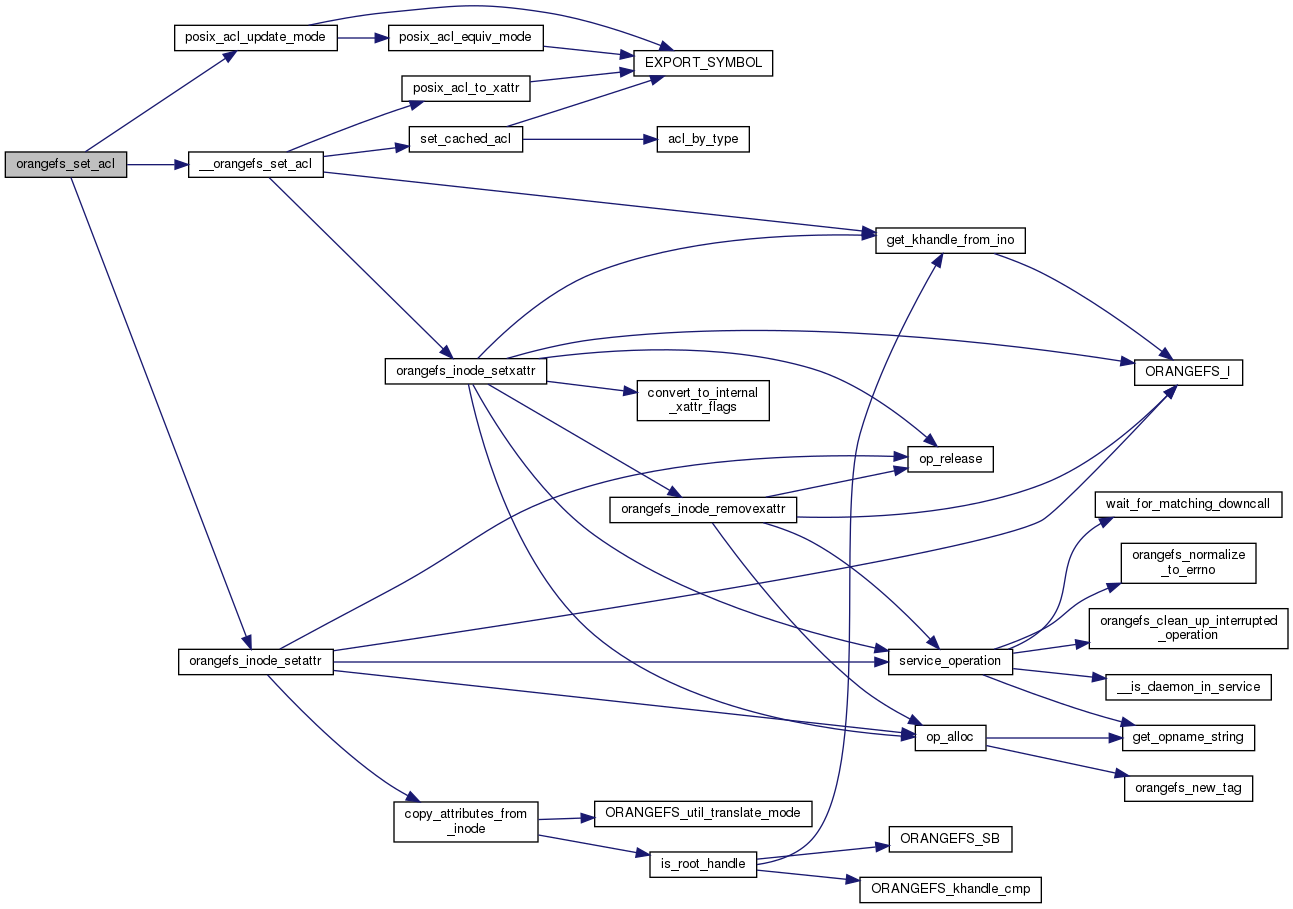 posix_acl_update_mode
posix_acl_equiv_mode
EXPORT_SYMBOL
posix_acl_to_xattr
set_cached_acl
acl_by_type
orangefs_set_acl
__orangefs_set_acl
get_khandle_from_ino
orangefs_inode_setxattr
ORANGEFS_I
convert_to_internal
_xattr_flags
op_release
orangefs_inode_removexattr
wait_for_matching_downcall
orangefs_normalize
_to_errno
orangefs_clean_up_interrupted
_operation
orangefs_inode_setattr
service_operation
__is_daemon_in_service
op_alloc
get_opname_string
orangefs_new_tag
copy_attributes_from
_inode
ORANGEFS_util_translate_mode
ORANGEFS_SB
is_root_handle
ORANGEFS_khandle_cmp